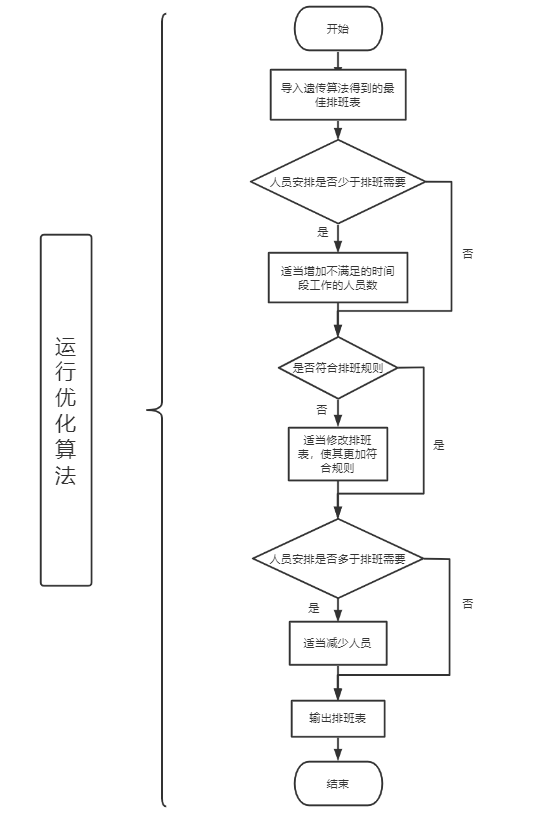 开始
导入遗传算法得到的最
佳排班表
人员安排是否少于排班需要
是
否
适当增加不满足的时间
段工作的人员数
是否符合排班规则
否
是
适当修改排班
表，使其更加符
合规则
人员安排是否多于排班需要
是
否
适当减少人员
输出排班表
结束
运
行
优
化
算
法